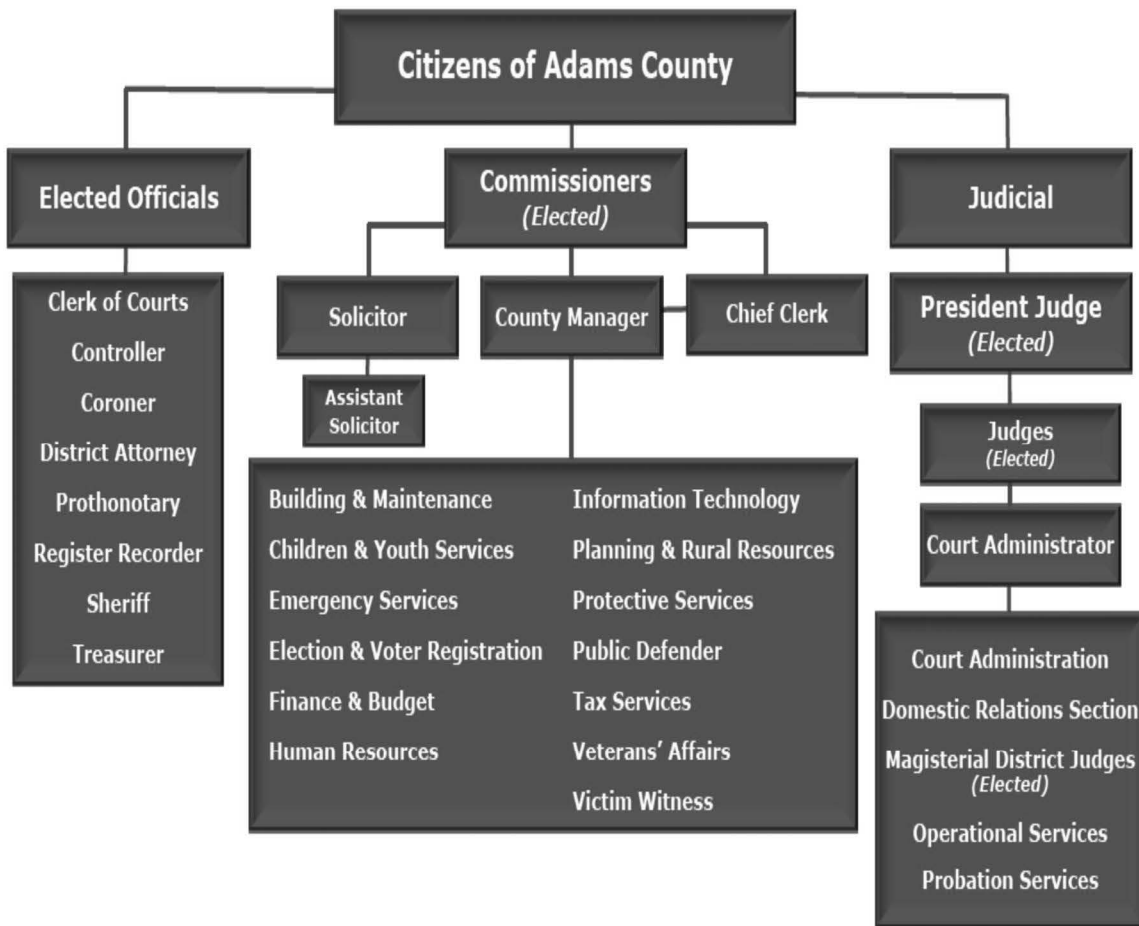 Citizens of Adams County
Elected Officials
Clerk of Courts
Controller
Coroner
District Attorney
Prothonotary
Register Recorder
Sheriff
Treasurer
Commissioners
(Elected)
Solicitor
Assistant
Solicitor
County Manager
Chief Clerk
Building & Maintenance
Children & Youth Services
Emergency Services
Election & Voter Registration
Finance & Budget
Human Resources
Information Technology
Planning & Rural Resources
Protective Services
Public Defender
Tax Services
Veterans’ Affairs
Victim Witness
Judicial
President Judge
(Elected)
Judges
(Elected)
Court Administrator
Court Administration
Domestic Relations Section
Magisterial District Judges
(Elected)
Operational Services
Probation Services